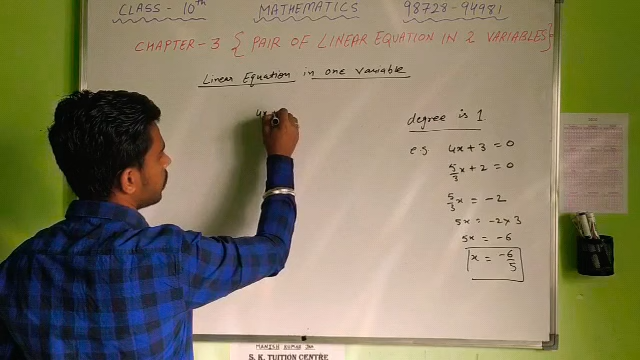 CLASS - 10th MATHEMATICS 98728-94981
CHAPTER-3 { PAIR OF LINEAR EQUATION IN 2 VARIABLES}
Linear Equation in one Variable
4x
degree is 1
e.g. 4x + 3 = 0
5/3 x + 2 = 0
5/3 x = -2
5x = -2×3
5x = -6
x = -6/5
MANISH KUMAR
S. K. TUITION CENTRE